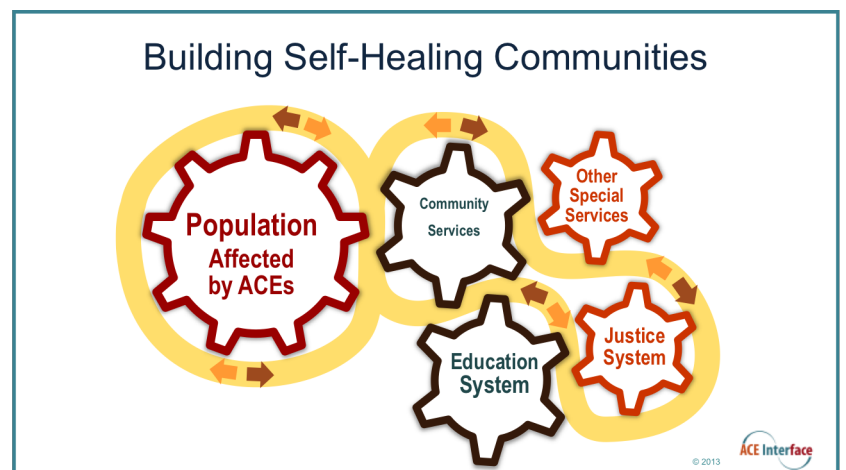 Building Self-Healing Communities
Population
Affected
by ACEs
Community
Services
Other
Special
Services
Education
System
Justice
System
© 2013
ACE Interface